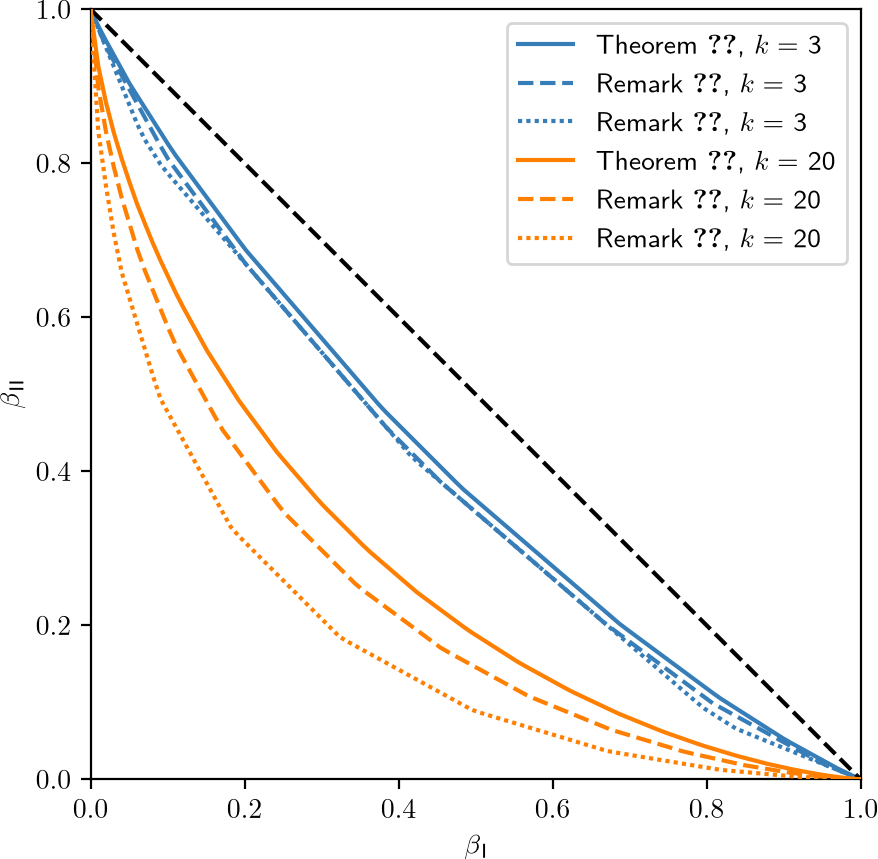 1.0
0.8
0.6
0.4
0.2
0.0
0.0 0.2 0.4 0.6 0.8 1.0
β_II
β_I
Theorem ??, k = 3
Remark ??, k = 3
Remark ??, k = 3
Theorem ??, k = 20
Remark ??, k = 20
Remark ??, k = 20